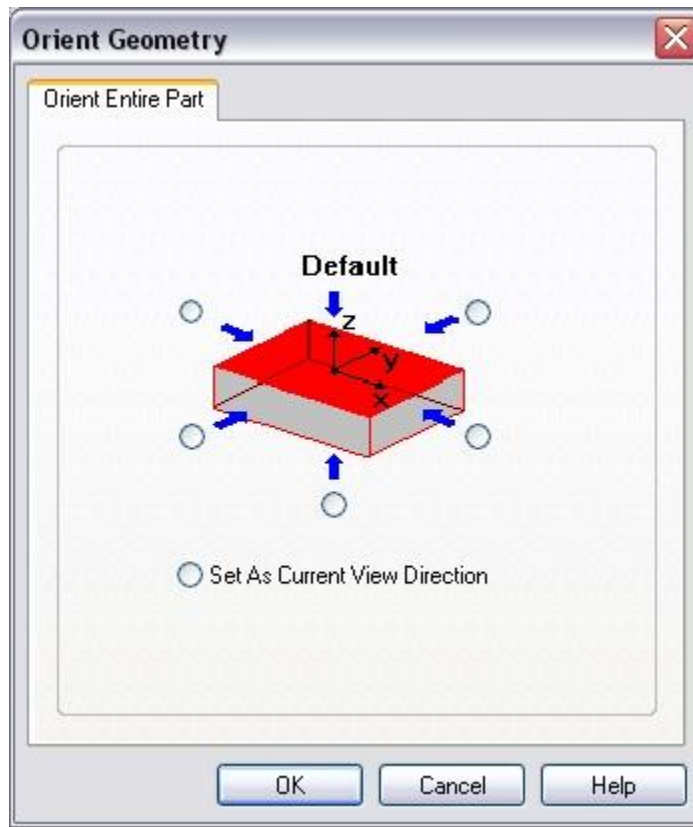 Orient Geometry
Orient Entire Part
Default
z
y
x
Set As Current View Direction
OK
Cancel
Help